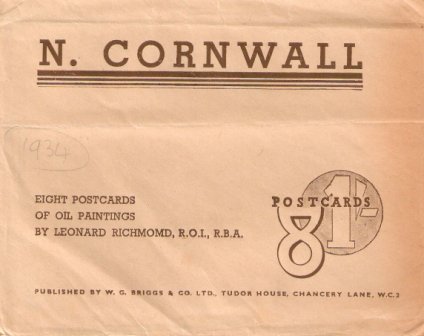 N. CORNWALL
1934
EIGHT POSTCARDS
OF OIL PAINTINGS
BY LEONARD RICHMOMD, R.O.I., R.B.A.
POSTCARDS
8 1/-
PUBLISHED BY W. G. BRIGGS & CO. LTD., TUDOR HOUSE, CHANCERY LANE, W.C.2